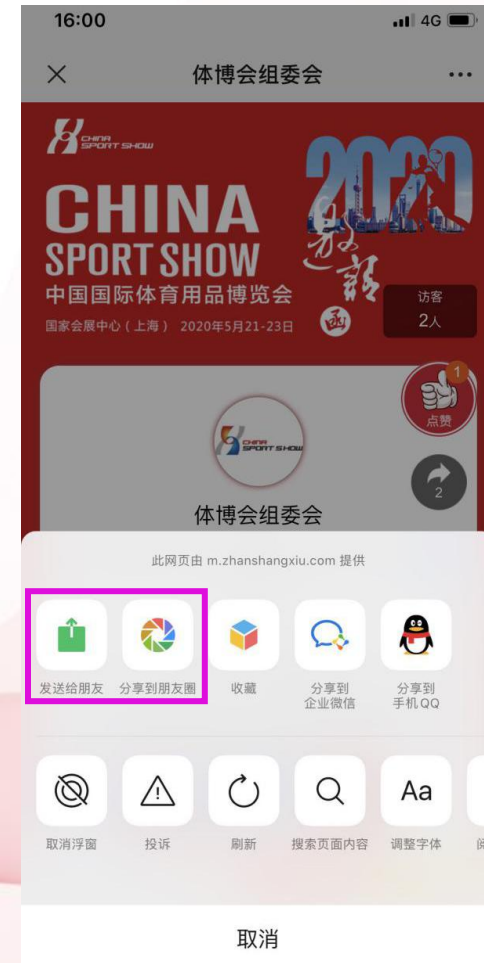 16:00
4G
体博会组委会
CHINA
SPORT SHOW
CHINA
SPORT SHOW
中国国际体育用品博览会
国家会展中心(上海) 2020年5月21-23日
2020
邀請
函
访客
2人
1
点赞
2
CHINA
SPORT SHOW
体博会组委会
此网页由 m.zhanshangxiu.com 提供
发送给朋友 分享到朋友圈 收藏 分享到 分享到
企业微信 手机QQ
Aa
取消浮窗 投诉 刷新 搜索页面内容 调整字体
取消